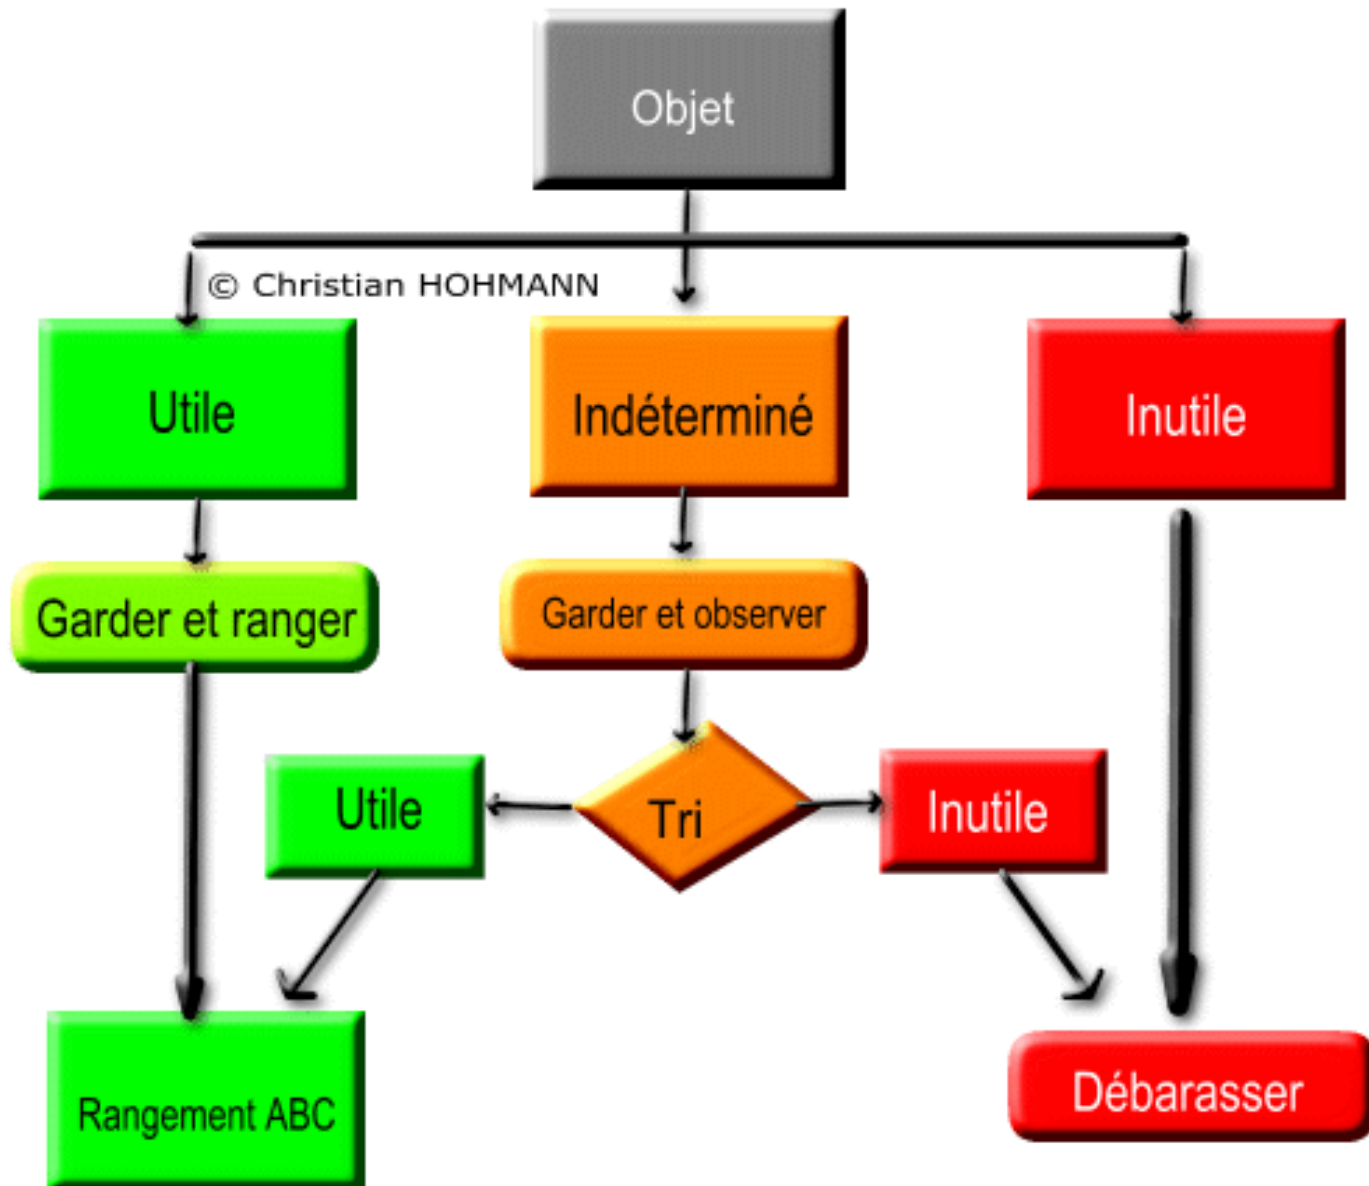 Objet
© Christian HOHMANN
Utile
Indéterminé
Inutile
Garder et ranger
Garder et observer
Utile
Tri
Inutile
Rangement ABC
Débarasser